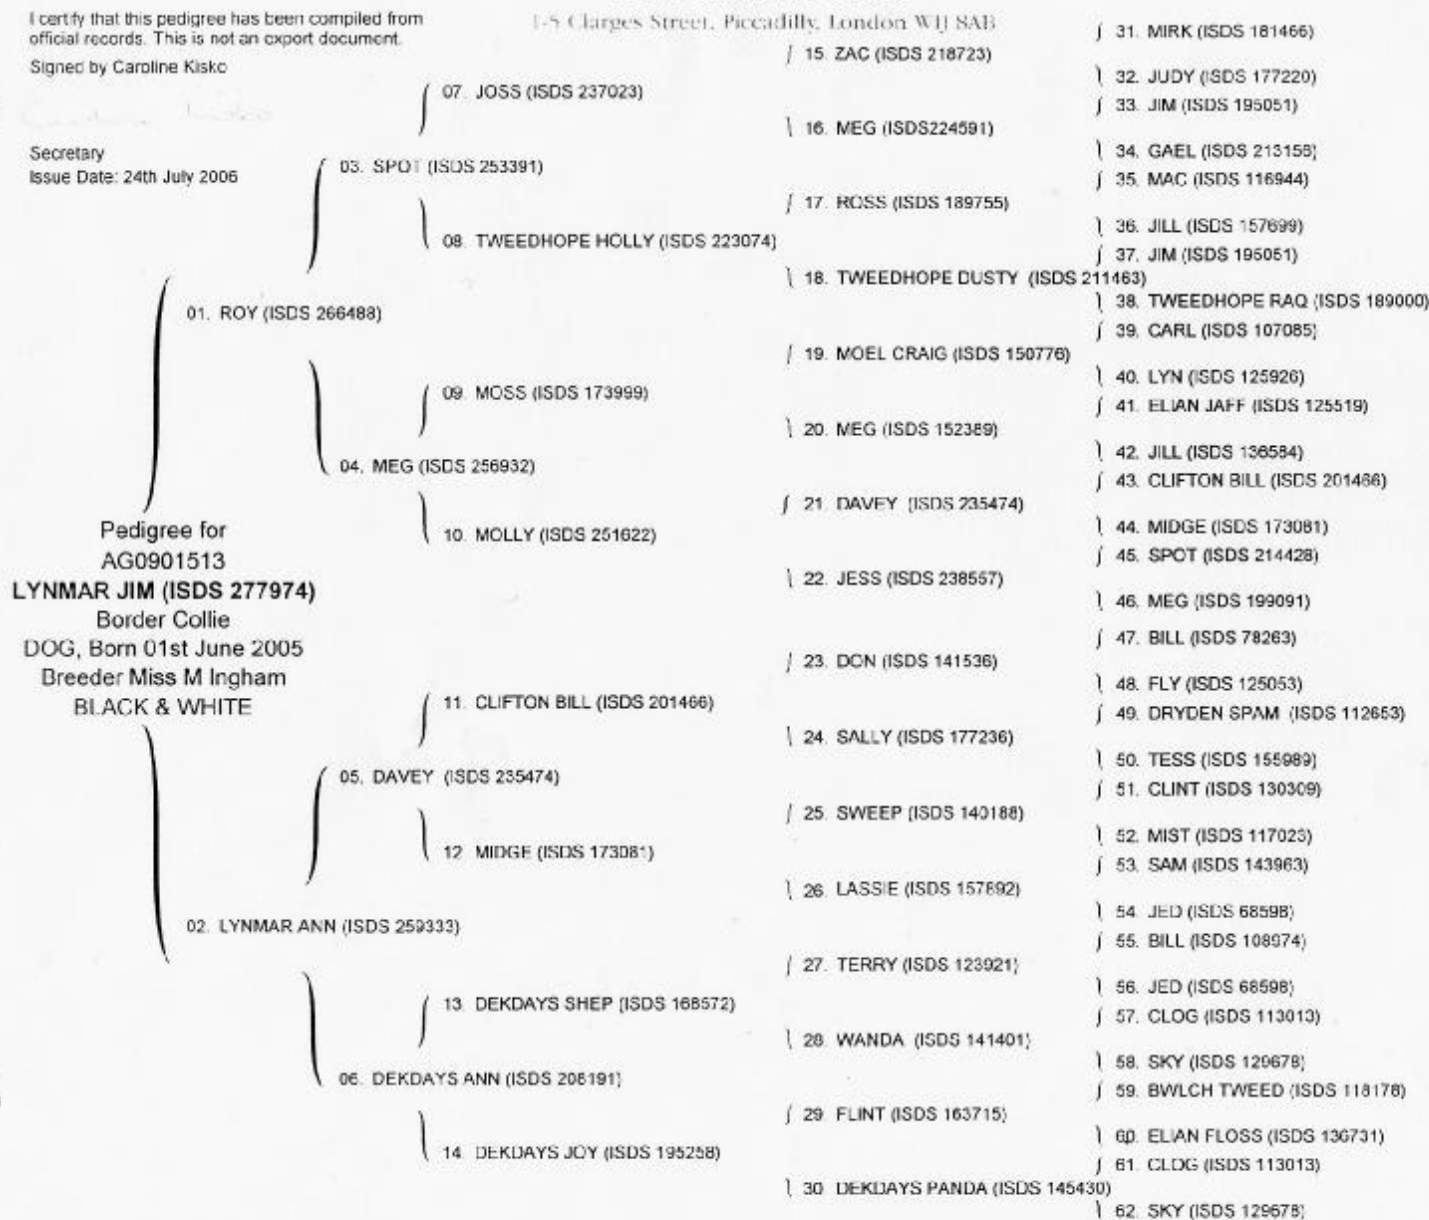 I certify that this pedigree has been compiled from
official records. This is not an export document.
Signed by Caroline Kisko
Secretary
Issue Date: 24th July 2006
1-5 Clarges Street, Piccadilly, London W1J 8AB
Pedigree for
AG0901513
LYNMAR JIM (ISDS 277974)
Border Collie
DOG, Born 01st June 2005
Breeder Miss M Ingham
BLACK & WHITE
01. ROY (ISDS 266488)
02. LYNMAR ANN (ISDS 259333)
03. SPOT (ISDS 253391)
04. MEG (ISDS 256932)
05. DAVEY (ISDS 235474)
06. DEKDAYS ANN (ISDS 208191)
07. JOSS (ISDS 237023)
08. TWEEDHOPE HOLLY (ISDS 223074)
09. MOSS (ISDS 173999)
10. MOLLY (ISDS 251622)
11. CLIFTON BILL (ISDS 201466)
12 MIDGE (ISDS 173081)
13. DEKDAYS SHEP (ISDS 168572)
14. DEKDAYS JOY (ISDS 195258)
15. ZAC (ISDS 218723)
16. MEG (ISDS224591)
17. ROSS (ISDS 189755)
18. TWEEDHOPE DUSTY (ISDS 211463)
19. MOEL CRAIG (ISDS 150776)
20. MEG (ISDS 152389)
21. DAVEY (ISDS 235474)
22. JESS (ISDS 238557)
23. DON (ISDS 141536)
24. SALLY (ISDS 177236)
25. SWEEP (ISDS 140188)
26. LASSIE (ISDS 157892)
27. TERRY (ISDS 123921)
28. WANDA (ISDS 141401)
29. FLINT (ISDS 163715)
30 DEKDAYS PANDA (ISDS 145430)
31. MIRK (ISDS 181466)
32. JUDY (ISDS 177220)
33. JIM (ISDS 195051)
34. GAEL (ISDS 213156)
35. MAC (ISDS 116944)
36. JILL (ISDS 157699)
37. JIM (ISDS 195051)
38. TWEEDHOPE RAQ (ISDS 189000)
39. CARL (ISDS 107085)
40. LYN (ISDS 125926)
41. ELIAN JAFF (ISDS 125519)
42. JILL (ISDS 136584)
43. CLIFTON BILL (ISDS 201466)
44. MIDGE (ISDS 173081)
45. SPOT (ISDS 214428)
46. MEG (ISDS 199091)
47. BILL (ISDS 78263)
48. FLY (ISDS 125053)
49. DRYDEN SPAM (ISDS 112653)
50. TESS (ISDS 155989)
51. CLINT (ISDS 130309)
52. MIST (ISDS 117023)
53. SAM (ISDS 143963)
54. JED (ISDS 68598)
55. BILL (ISDS 108974)
56. JED (ISDS 68598)
57. CLOG (ISDS 113013)
58. SKY (ISDS 129678)
59. BWLCH TWEED (ISDS 118178)
60. ELIAN FLOSS (ISDS 136731)
61. CLOG (ISDS 113013)
62. SKY (ISDS 129678)